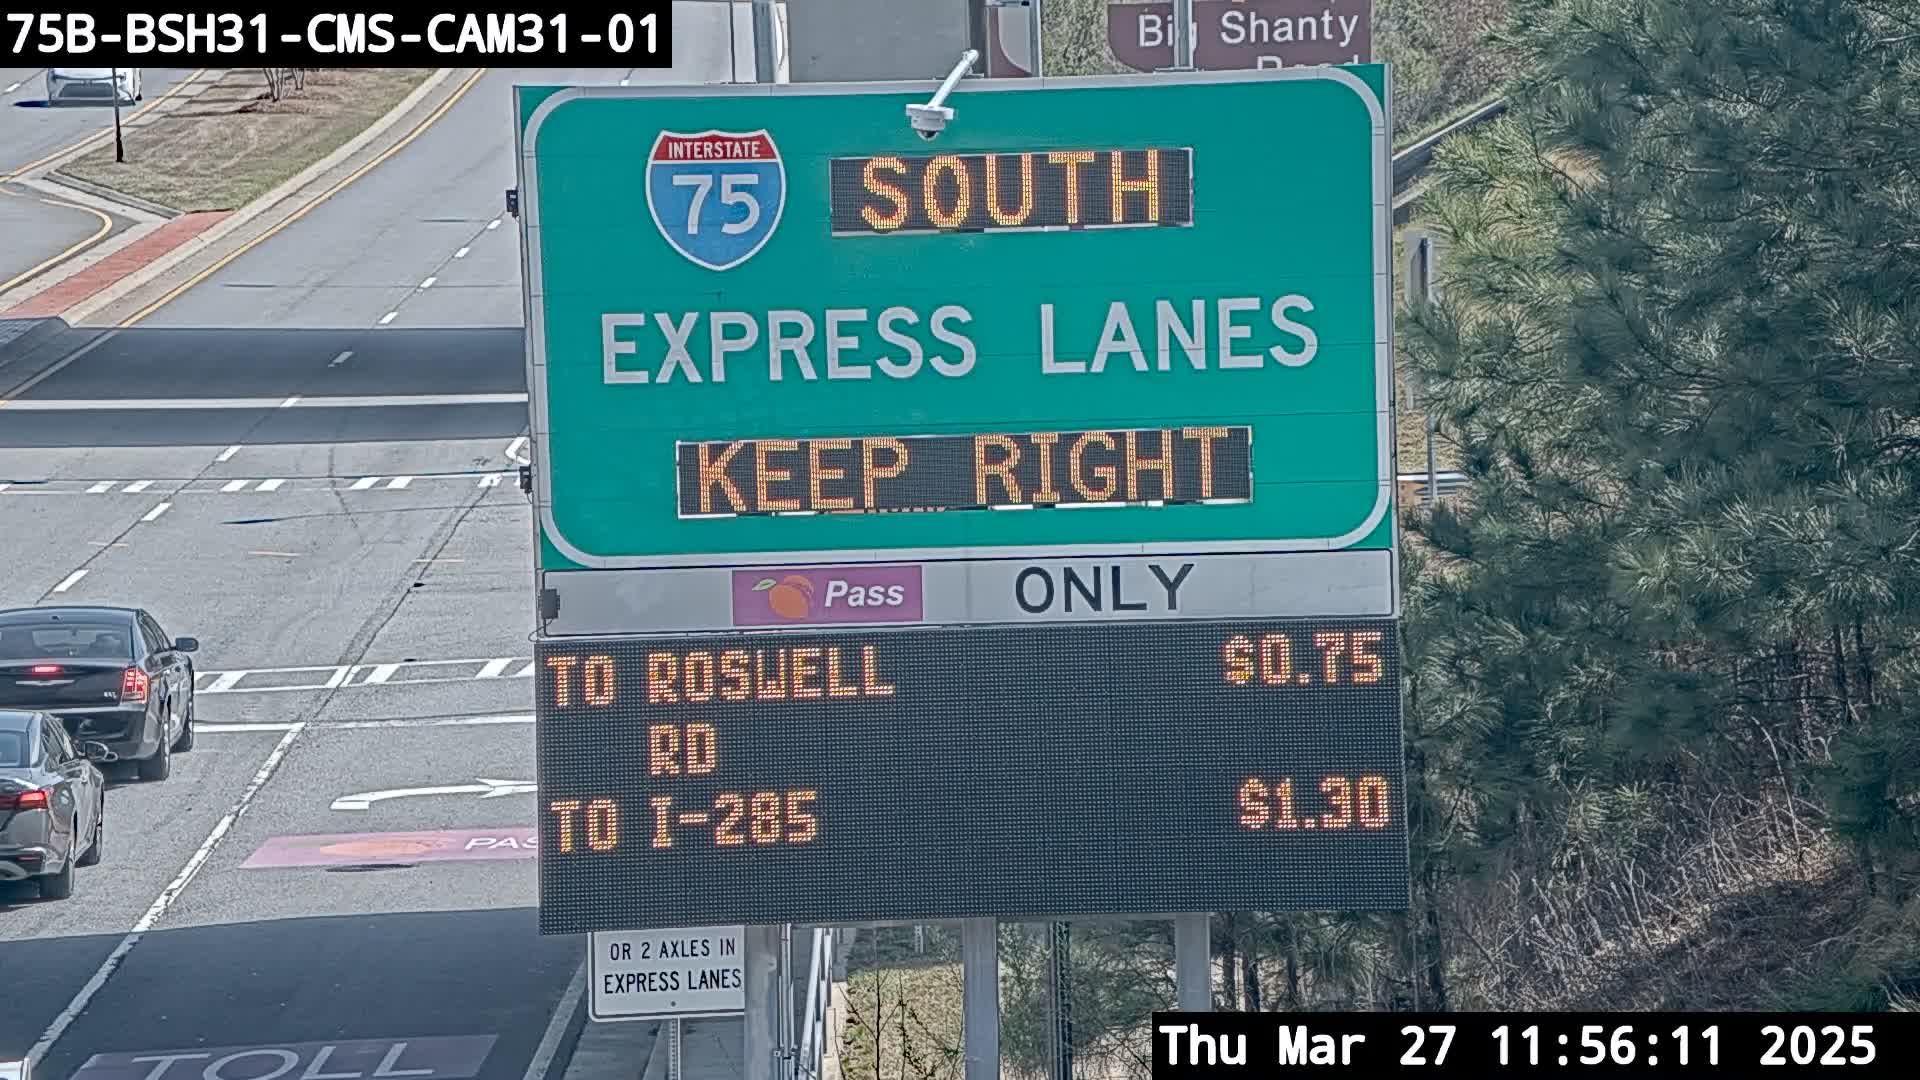 75B-BSH31-CMS-CAM31-01
Big Shanty
Road
INTERSTATE
75
SOUTH
EXPRESS LANES
KEEP RIGHT
Pass ONLY
TO ROSWELL $0.75
RD
TO I-285 $1.30
PAS
OR 2 AXLES IN
EXPRESS LANES
TOLL
Thu Mar 27 11:56:11 2025